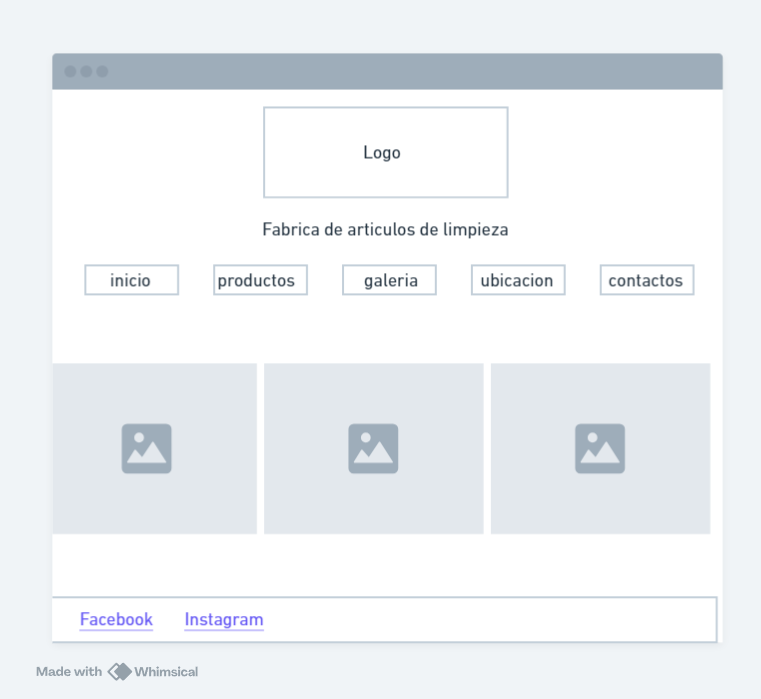 Logo
Fabrica de articulos de limpieza
inicio productos galeria ubicacion contactos
Facebook Instagram
Made with Whimsical